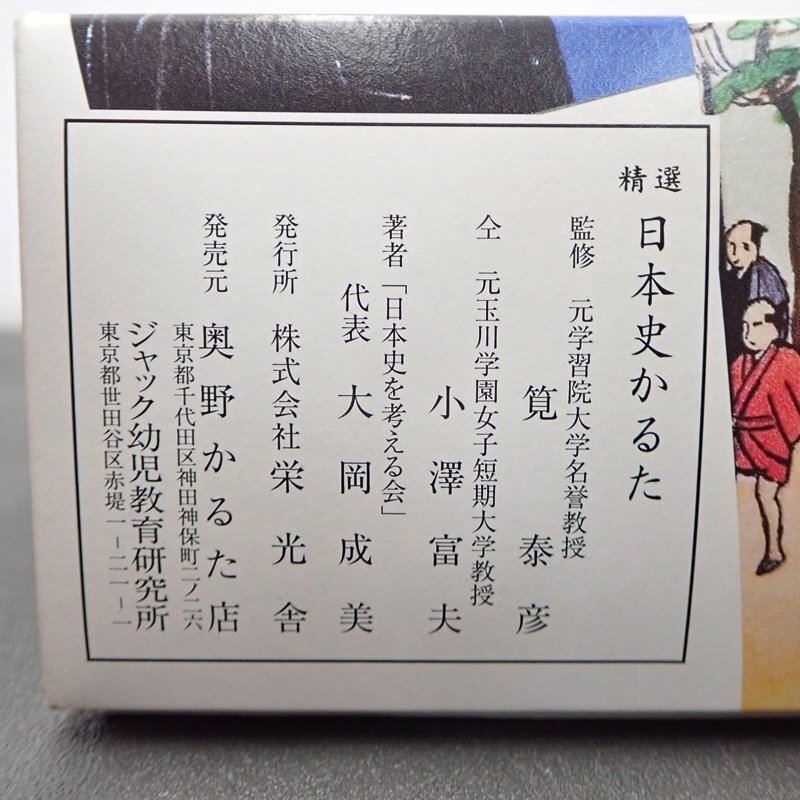 精選
日本史かるた
監修 元学習院大学名誉教授
筧 泰彦
仝 元玉川学園女子短期大学教授
小澤富夫
著者「日本史を考える会」
代表 大岡成美
発行所 株式会社栄光舎
発売元 奥野かるた店
東京都千代田区神田神保町二ノ二六
ジャック幼児教育研究所
東京都世田谷区赤堤一－二一－一